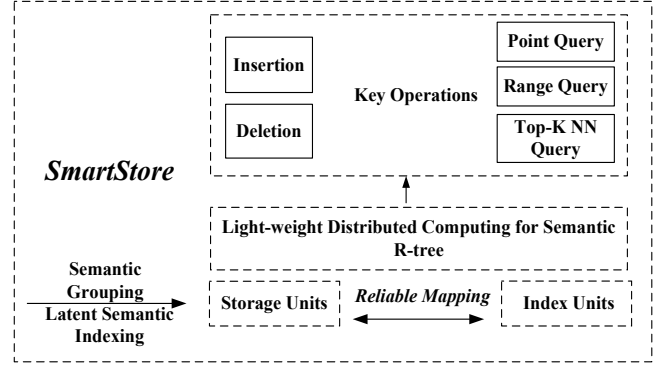 Point Query
Insertion
Range Query
Key Operations
Deletion
Top-K NN
Query
SmartStore
Light-weight Distributed Computing for Semantic
R-tree
Semantic
Grouping
Latent Semantic
Indexing
Storage Units
Reliable Mapping
Index Units